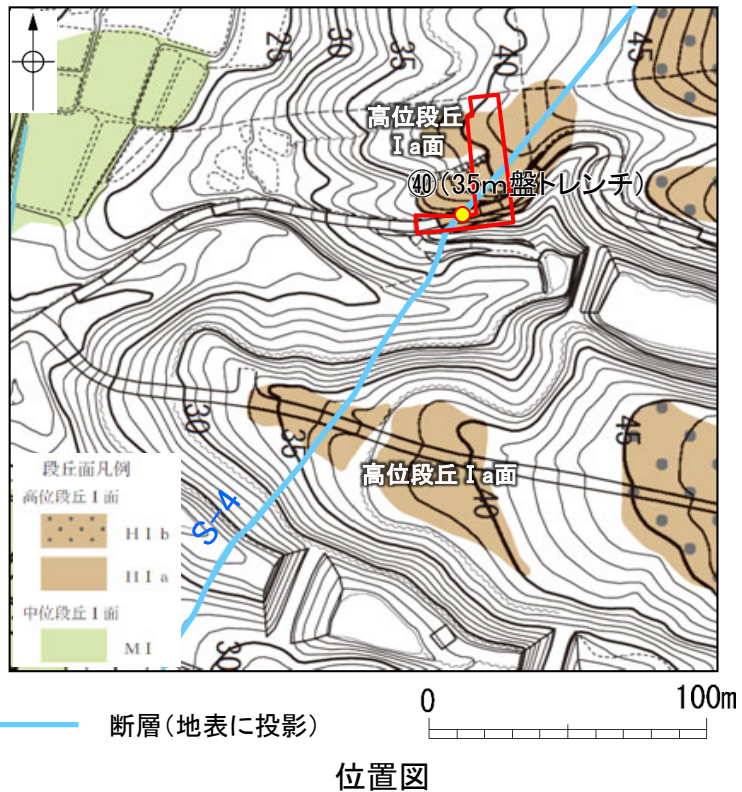 25
30
35
40
45
高位段丘
Ⅰa面
㊵(35m盤トレンチ)
30
35
45
高位段丘Ⅰa面
40
段丘面凡例
高位段丘Ⅰ面
HⅠb
HⅠa
中位段丘Ⅰ面
MⅠ
S-4
30
断層(地表に投影)
0
100m
位置図